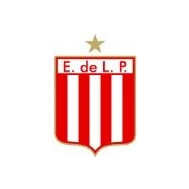 E. de L. P.